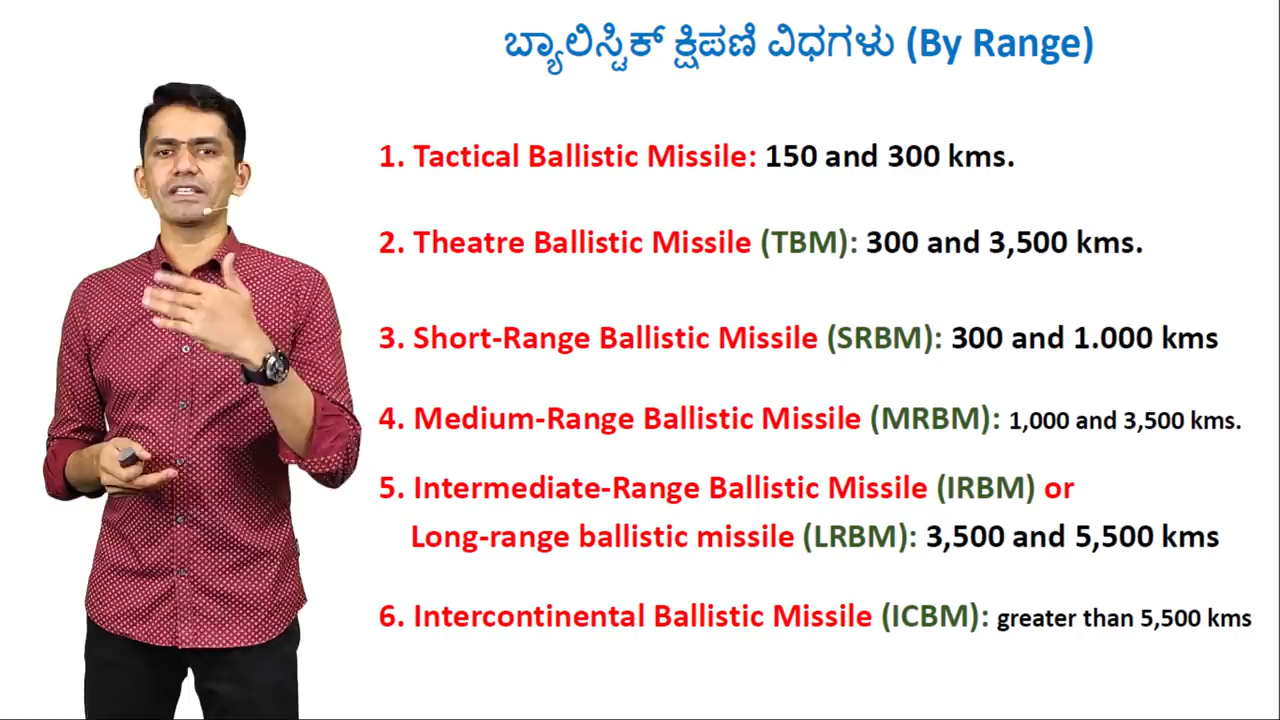 ಬ್ಯಾಲಿಸ್ಟಿಕ್ ಕ್ಷಿಪಣಿ ವಿಧಗಳು (By Range)
1. Tactical Ballistic Missile: 150 and 300 kms.
2. Theatre Ballistic Missile (TBM): 300 and 3,500 kms.
3. Short-Range Ballistic Missile (SRBM): 300 and 1.000 kms
4. Medium-Range Ballistic Missile (MRBM): 1,000 and 3,500 kms.
5. Intermediate-Range Ballistic Missile (IRBM) or
Long-range ballistic missile (LRBM): 3,500 and 5,500 kms
6. Intercontinental Ballistic Missile (ICBM): greater than 5,500 kms